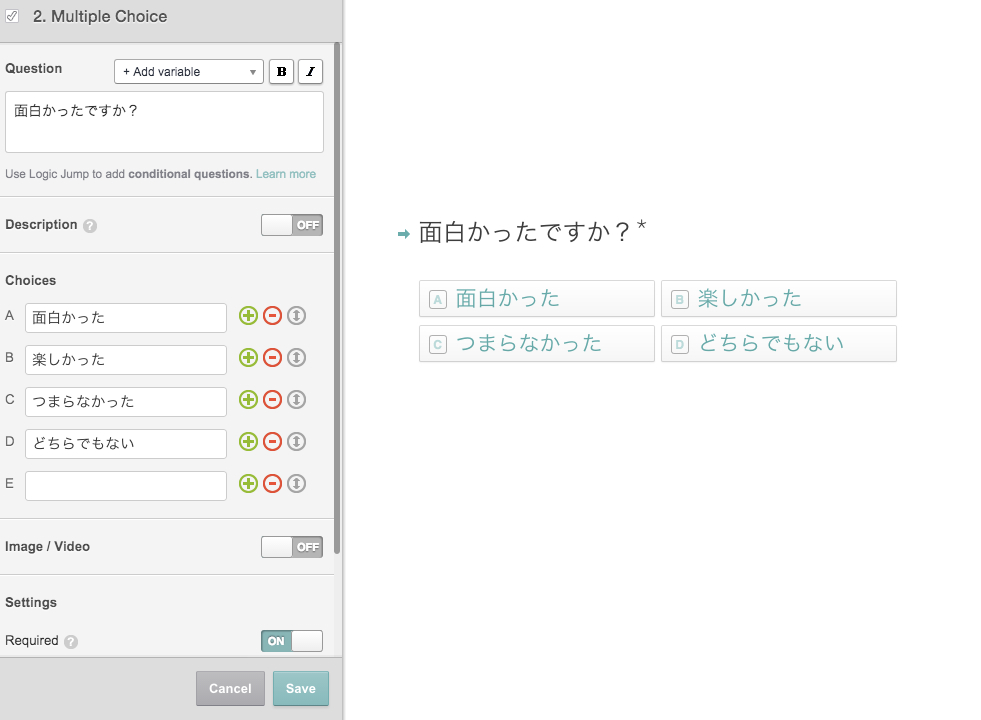 2. Multiple Choice
Question
+ Add variable
B
I
面白かったですか？
Use Logic Jump to add conditional questions. Learn more
Description ?
OFF
Choices
A 面白かった
B 楽しかった
C つまらなかった
D どちらでもない
E
Image / Video
OFF
Settings
Required ?
ON
Cancel
Save
面白かったですか？*
A 面白かった
B 楽しかった
C つまらなかった
D どちらでもない